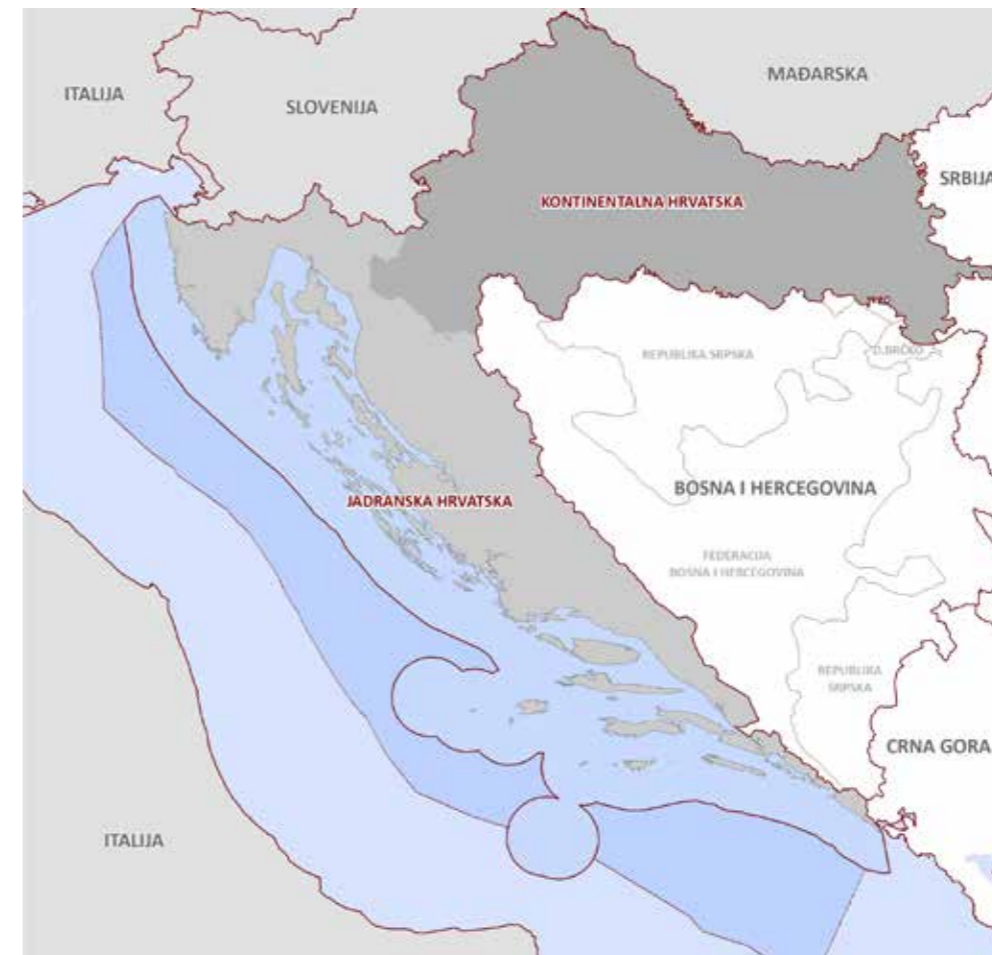 MAĐARSKA
ITALIJA
SLOVENIJA
SRBIJA
KONTINENTALNA HRVATSKA
REPUBLIKA SRPSKA
D.BRČKO
BOSNA I HERCEGOVINA
JADRANSKA HRVATSKA
FEDERACIJA
BOSNA I HERCEGOVINA
REPUBLIKA
SRPSKA
CRNA GORA
ITALIJA